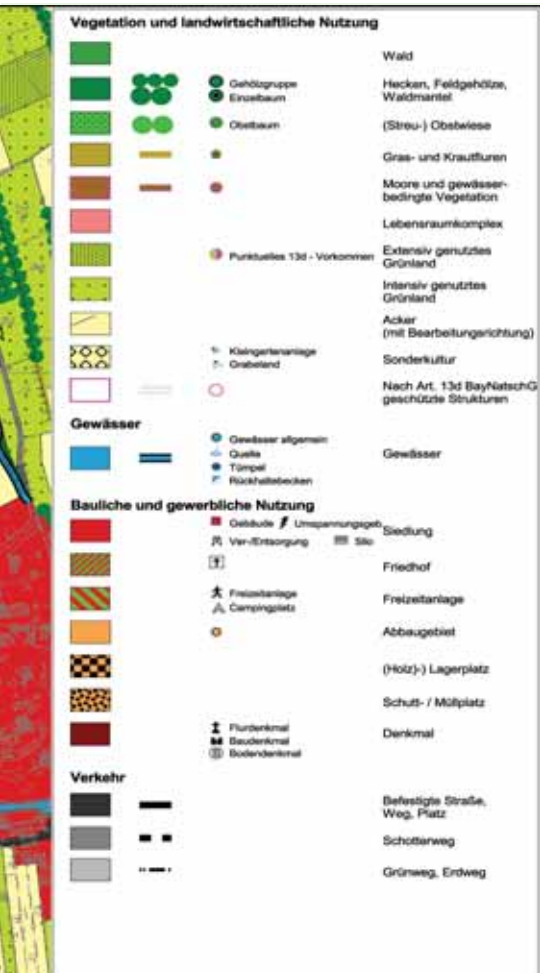 Vegetation und landwirtschaftliche Nutzung
Wald
Gehölzgruppe
Einzelbaum
Hecken, Feldgehölze,
Waldmantel
Obstbaum
(Streu-) Obstwiese
Gras- und Krautfluren
Moore und gewässer-
bedingte Vegetation
Lebensraumkomplex
Punktuelles 13d - Vorkommen
Extensiv genutztes
Grünland
Intensiv genutztes
Grünland
Acker
(mit Bearbeitungsrichtung)
Kleingartenanlage
Grabeland
Sonderkultur
Nach Art. 13d BayNatschG
geschützte Strukturen
Gewässer
Gewässer allgemein
Quelle
Tümpel
Rückhaltebecken
Gewässer
Bauliche und gewerbliche Nutzung
Gebäude Umspannungsgeb.
Ver-/Entsorgung Silo
Siedlung
Friedhof
Freizeitanlage
Campingplatz
Freizeitanlage
Abbaugebiet
(Holz)-) Lagerplatz
Schutt- / Müllplatz
Flurdenkmal
Baudenkmal
Bodendenkmal
Denkmal
Verkehr
Befestigte Straße,
Weg, Platz
Schotterweg
Grünweg, Erdweg